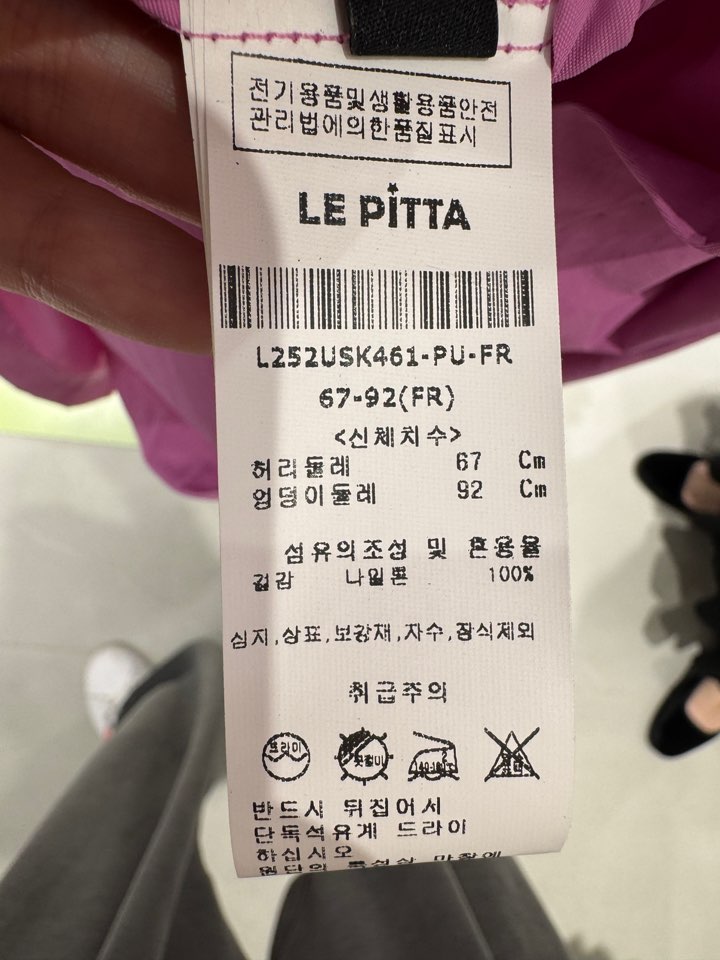 전기용품및생활용품안전
관리법에의한품질표시
LE PITTA
L252USK461-PU-FR
67-92(FR)
<신체치수>
허리둘레 67 Cm
엉덩이둘레 92 Cm
섬유의조성 및 혼용율
겉감 나일론 100%
심지,상표,보강재,자수,장식제외
취급주의
드라이
반드시 뒤집어서
단독석유계 드라이
하십시오